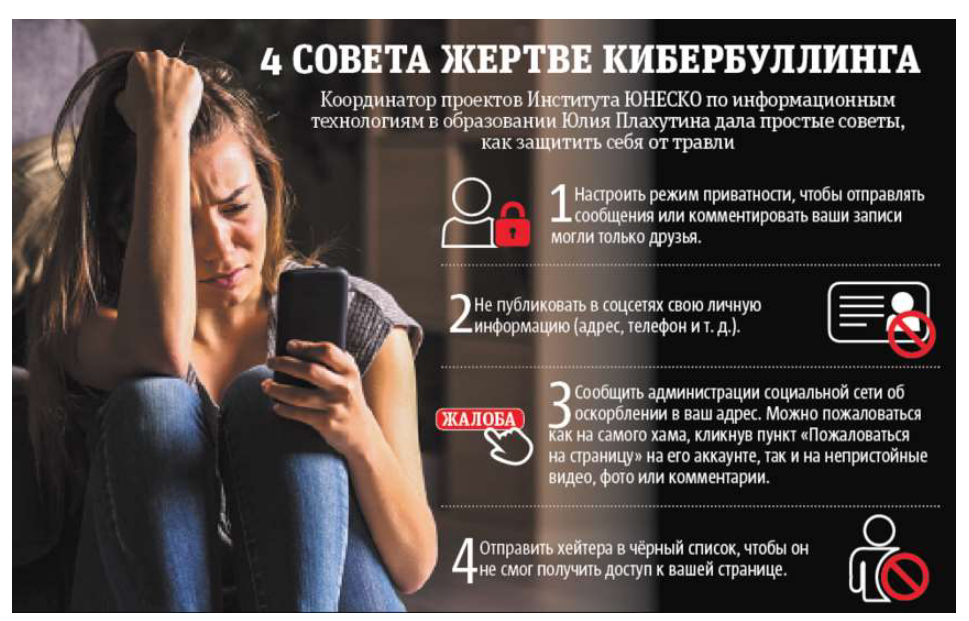 4 СОВЕТА ЖЕРТВЕ КИБЕРБУЛЛИНГА
Координатор проектов Института ЮНЕСКО по информационным
технологиям в образовании Юлия Плахутина дала простые советы,
как защитить себя от травли
1 Настроить режим приватности, чтобы отправлять
сообщения или комментировать ваши записи
могли только друзья.
2 Не публиковать в соцсетях свою личную
информацию (адрес, телефон и т. д.).
ЖАЛОБА
3 Сообщить администрации социальной сети об
оскорблении в ваш адрес. Можно пожаловаться
как на самого хама, кликнув пункт «Пожаловаться
на страницу» на его аккаунте, так и на непристойные
видео, фото или комментарии.
4 Отправить хейтера в чёрный список, чтобы он
не смог получить доступ к вашей странице.